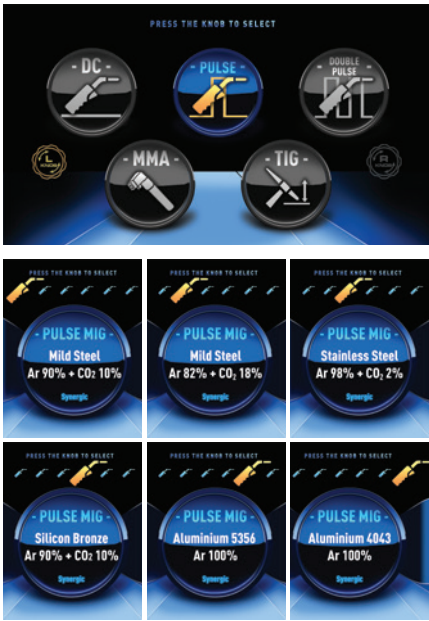 PRESS THE KNOB TO SELECT
- DC -
- PULSE -
DOUBLE
- PULSE -
L
R
- MMA -
- TIG -
PRESS THE KNOB TO SELECT
- PULSE MIG -
Mild Steel
Ar 90% + CO2 10%
Synergic
PRESS THE KNOB TO SELECT
- PULSE MIG -
Mild Steel
Ar 82% + CO2 18%
Synergic
PRESS THE KNOB TO SELECT
- PULSE MIG -
Stainless Steel
Ar 98% + CO2 2%
Synergic
PRESS THE KNOB TO SELECT
- PULSE MIG -
Silicon Bronze
Ar 90% + CO2 10%
Synergic
PRESS THE KNOB TO SELECT
- PULSE MIG -
Aluminium 5356
Ar 100%
Synergic
PRESS THE KNOB TO SELECT
- PULSE MIG -
Aluminium 4043
Ar 100%
Synergic